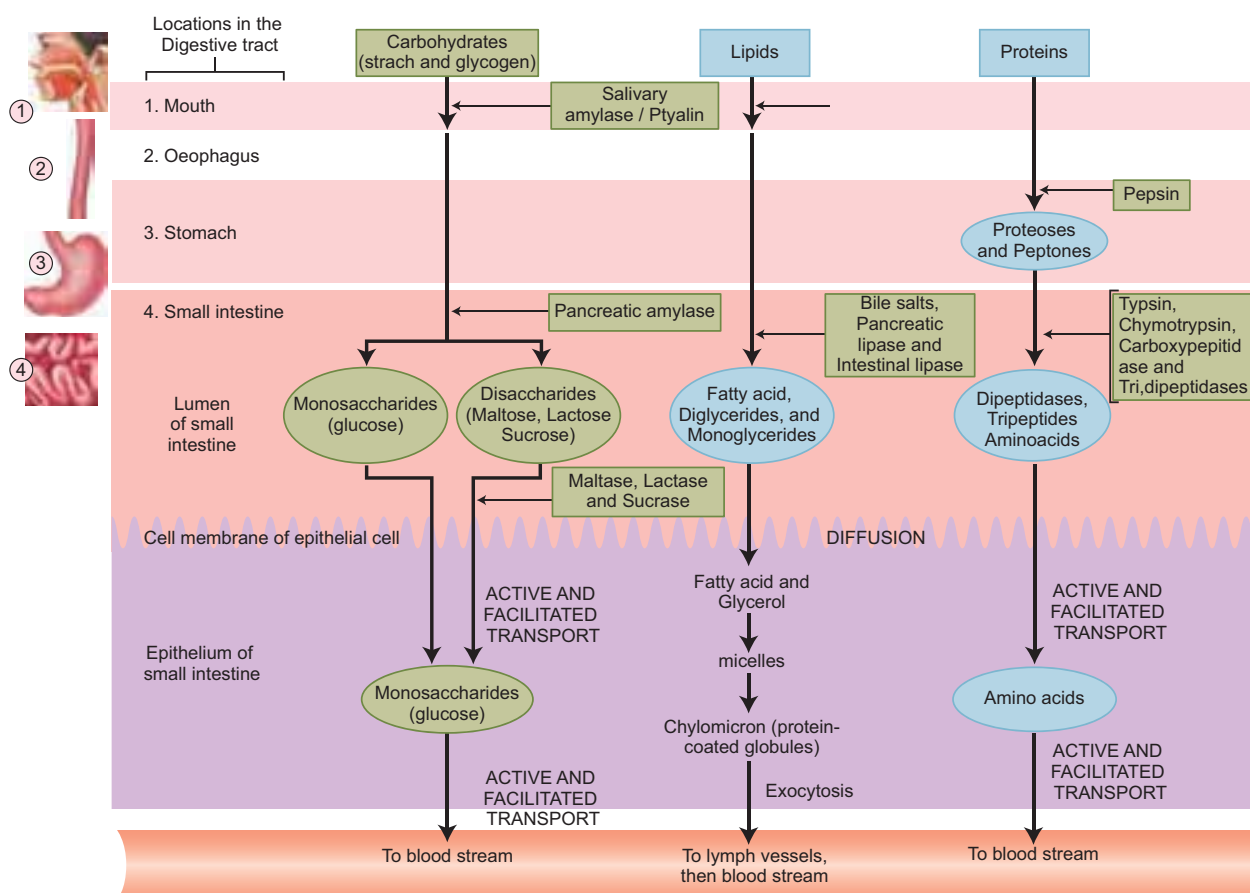 Locations in the
Digestive tract
Carbohydrates
(strach and glycogen)
Lipids
Proteins
1
1. Mouth
Salivary
amylase / Ptyalin
2
2. Oeophagus
Pepsin
3
3. Stomach
Proteoses
and Peptones
4
4. Small intestine
Pancreatic amylase
Bile salts,
Pancreatic
lipase and
Intestinal lipase
Typsin,
Chymotrypsin,
Carboxypepitid
ase and
Tri,dipeptidases
Lumen
of small
intestine
Monosaccharides
(glucose)
Disaccharides
(Maltose, Lactose
Sucrose)
Fatty acid,
Diglycerides, and
Monoglycerides
Dipeptidases,
Tripeptides
Aminoacids
Maltase, Lactase
and Sucrase
Cell membrane of epithelial cell
DIFFUSION
Fatty acid and
Glycerol
ACTIVE AND
FACILITATED
TRANSPORT
ACTIVE AND
FACILITATED
TRANSPORT
Epithelium of
small intestine
micelles
Monosaccharides
(glucose)
Chylomicron (protein-
coated globules)
Amino acids
ACTIVE AND
FACILITATED
TRANSPORT
Exocytosis
ACTIVE AND
FACILITATED
TRANSPORT
To blood stream
To lymph vessels,
then blood stream
To blood stream